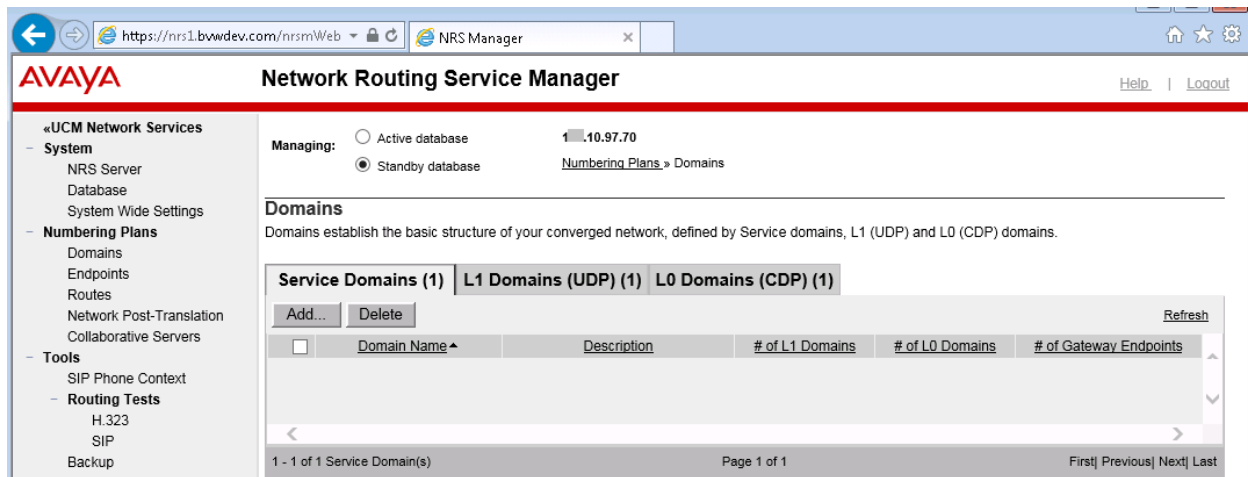 https://nrs1.bvwdev.com/nrsmWeb
NRS Manager
AVAYA
Network Routing Service Manager
Help | Logout
«UCM Network Services
− System
NRS Server
Database
System Wide Settings
− Numbering Plans
Domains
Endpoints
Routes
Network Post-Translation
Collaborative Servers
− Tools
SIP Phone Context
− Routing Tests
H.323
SIP
Backup
Managing: Active database 1 .10.97.70
Standby database Numbering Plans » Domains
Domains
Domains establish the basic structure of your converged network, defined by Service domains, L1 (UDP) and L0 (CDP) domains.
Service Domains (1) L1 Domains (UDP) (1) L0 Domains (CDP) (1)
Add... Delete Refresh
Domain Name Description # of L1 Domains # of L0 Domains # of Gateway Endpoints
1 - 1 of 1 Service Domain(s) Page 1 of 1 First| Previous| Next| Last